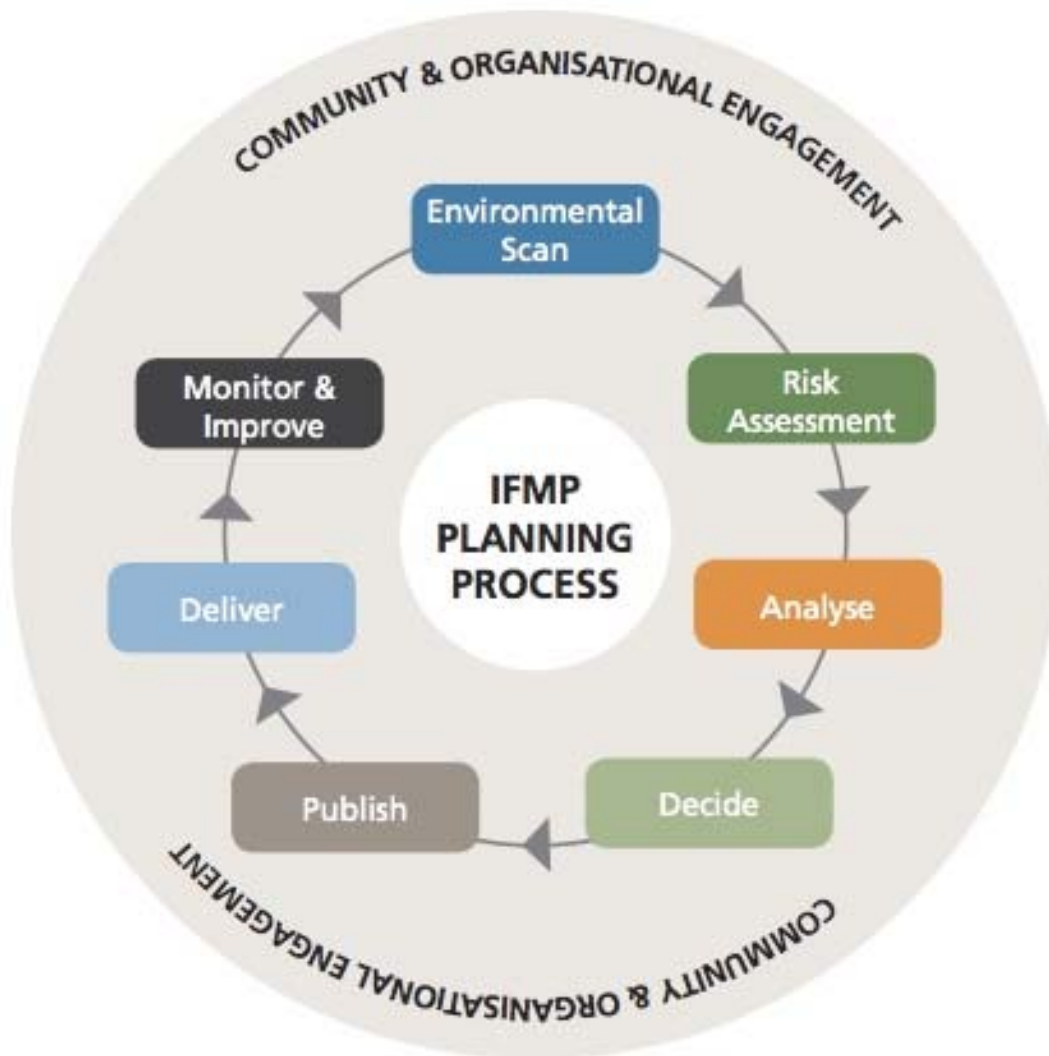 COMMUNITY & ORGANISATIONAL ENGAGEMENT
Environmental
Scan
Risk
Assessment
Analyse
Decide
Publish
Deliver
Monitor &
Improve
IFMP
PLANNING
PROCESS
COMMUNITY & ORGANISATIONAL ENGAGEMENT